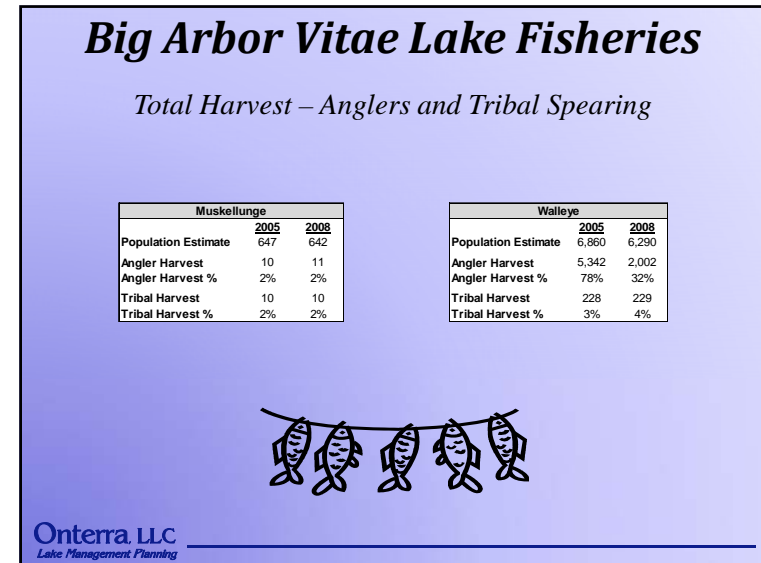 Big Arbor Vitae Lake Fisheries
Total Harvest – Anglers and Tribal Spearing
Muskellunge
2005 2008
Population Estimate 647 642
Angler Harvest 10 11
Angler Harvest % 2% 2%
Tribal Harvest 10 10
Tribal Harvest % 2% 2%
Walleye
2005 2008
Population Estimate 6,860 6,290
Angler Harvest 5,342 2,002
Angler Harvest % 78% 32%
Tribal Harvest 228 229
Tribal Harvest % 3% 4%
Onterra, LLC
Lake Management Planning